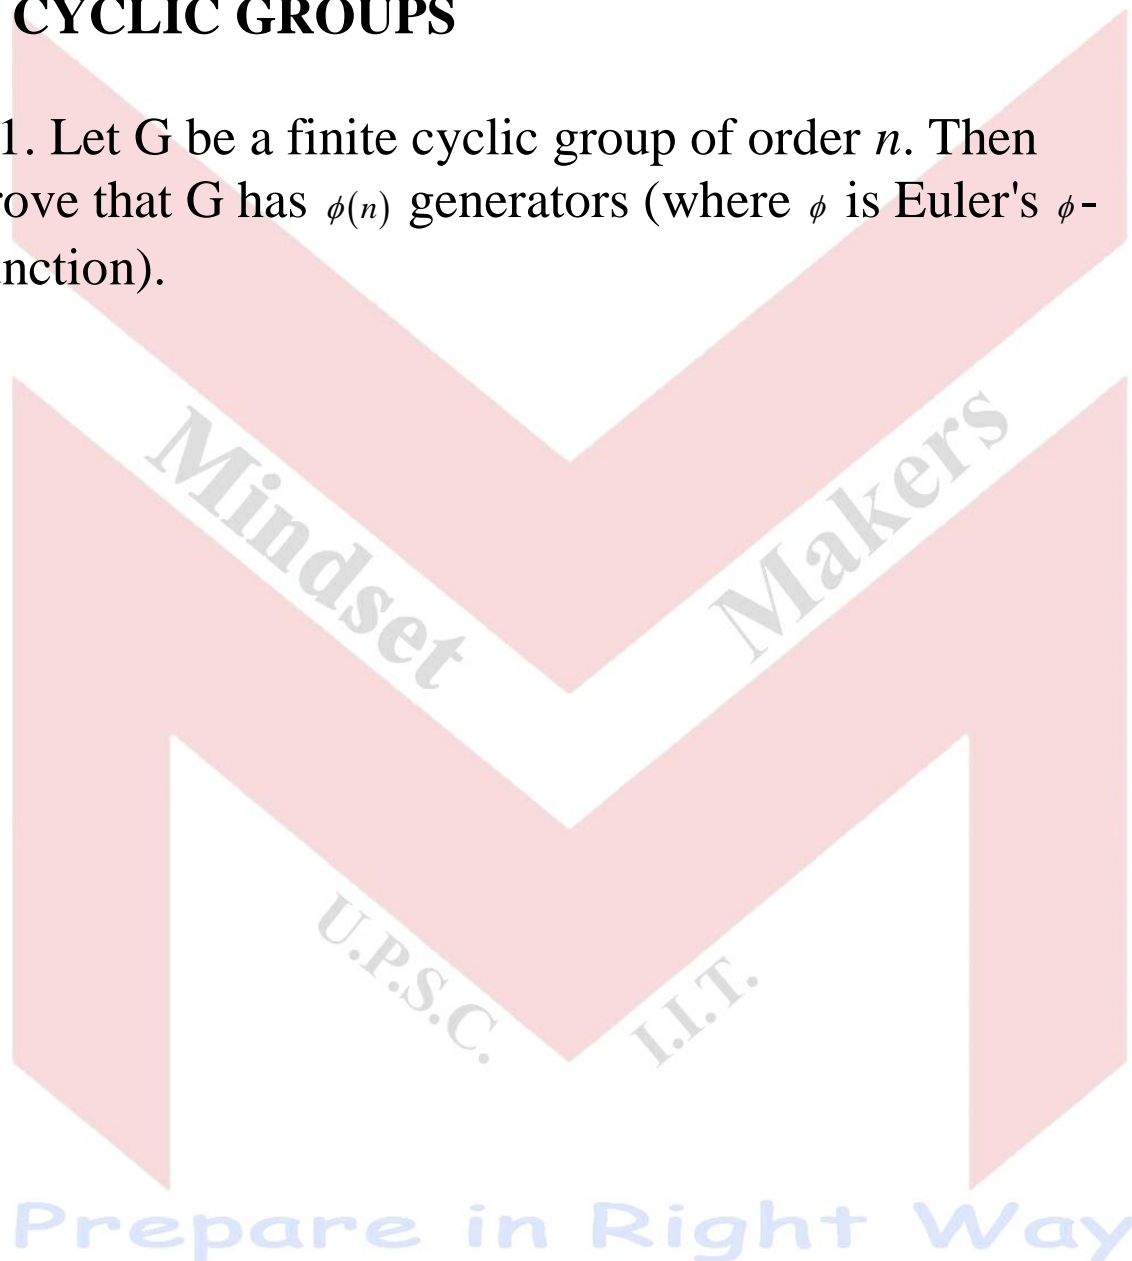 CYCLIC GROUPS
1. Let G be a finite cyclic group of order n. Then
rove that G has ϕ(n) generators (where ϕ is Euler's ϕ-
nction).
Mindset Makers
U.P.S.C. I.I.T.
Prepare in Right Way